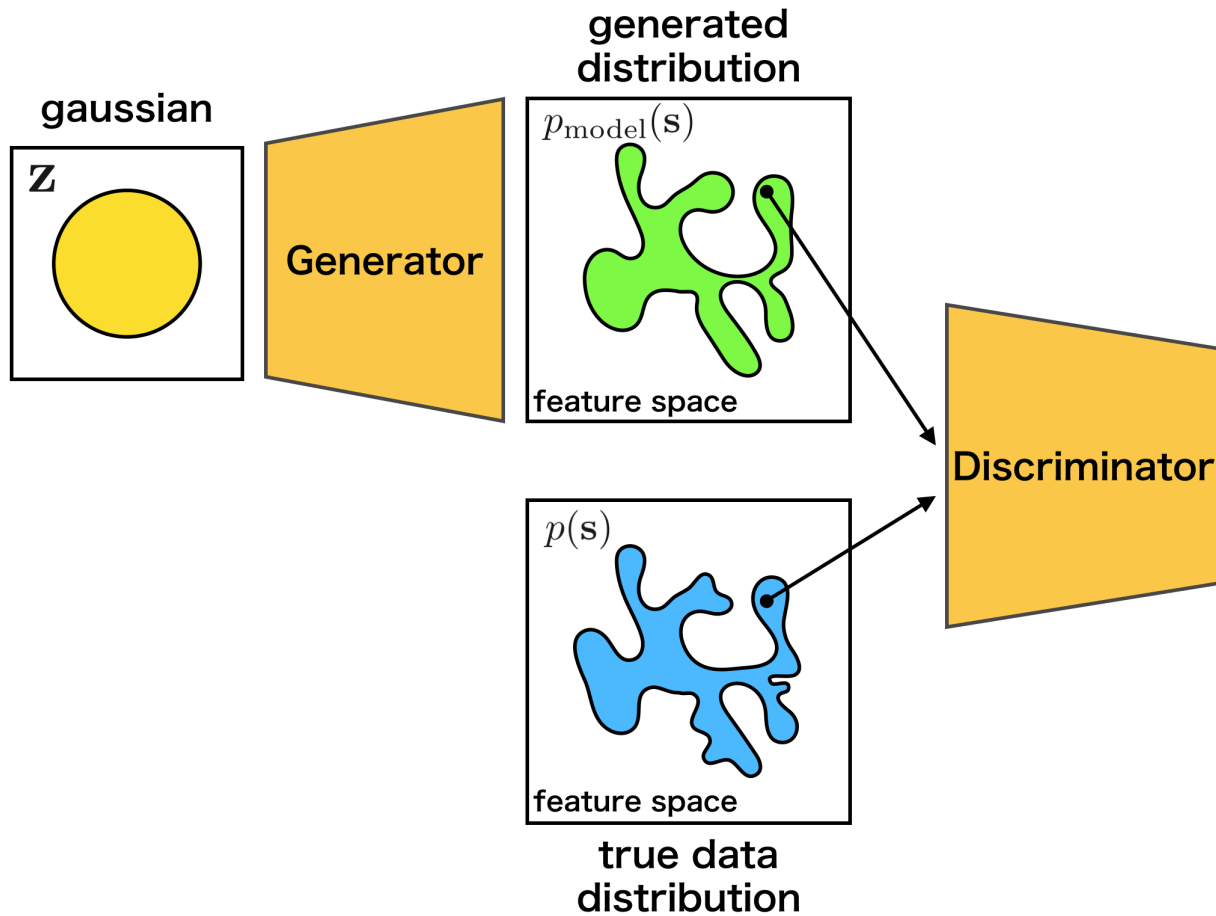 generated
distribution
gaussian
z
Generator
p_model(s)
feature space
Discriminator
p(s)
feature space
true data
distribution